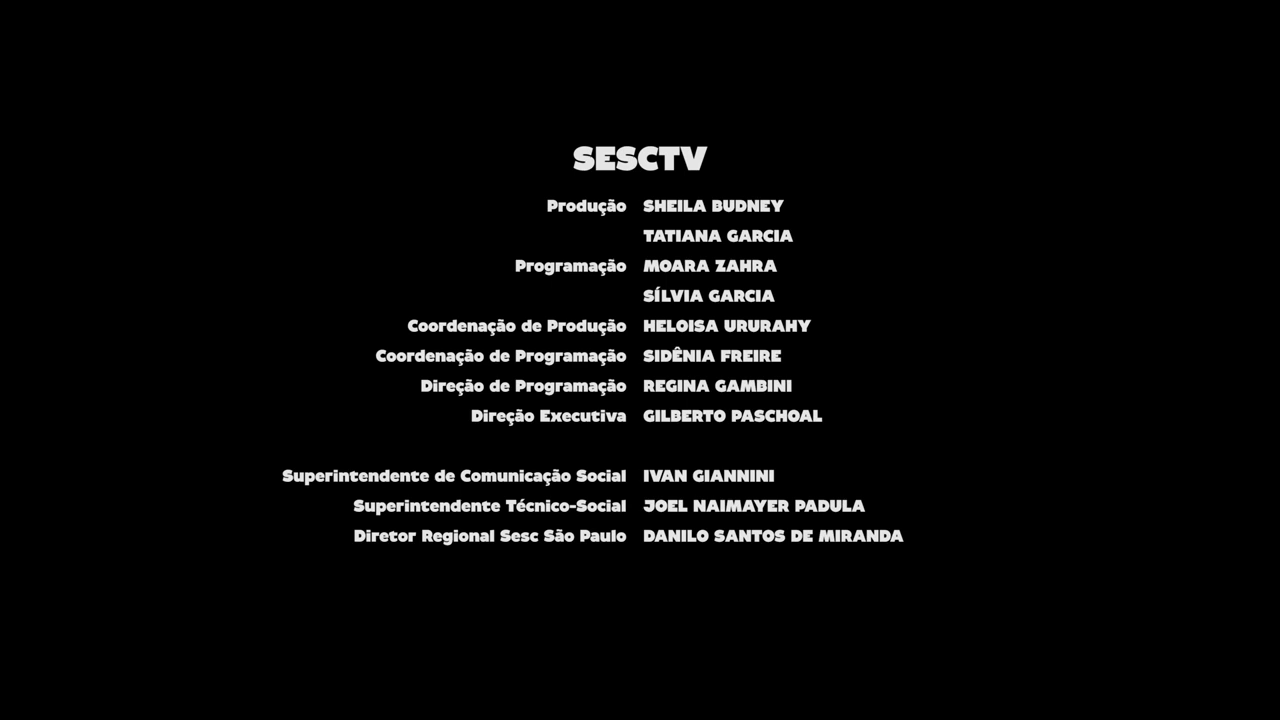 SESCTV
Produção SHEILA BUDNEY
TATIANA GARCIA
Programação MOARA ZAHRA
SÍLVIA GARCIA
Coordenação de Produção HELOISA URURAHY
Coordenação de Programação SIDÊNIA FREIRE
Direção de Programação REGINA GAMBINI
Direção Executiva GILBERTO PASCHOAL
Superintendente de Comunicação Social IVAN GIANNINI
Superintendente Técnico-Social JOEL NAIMAYER PADULA
Diretor Regional Sesc São Paulo DANILO SANTOS DE MIRANDA